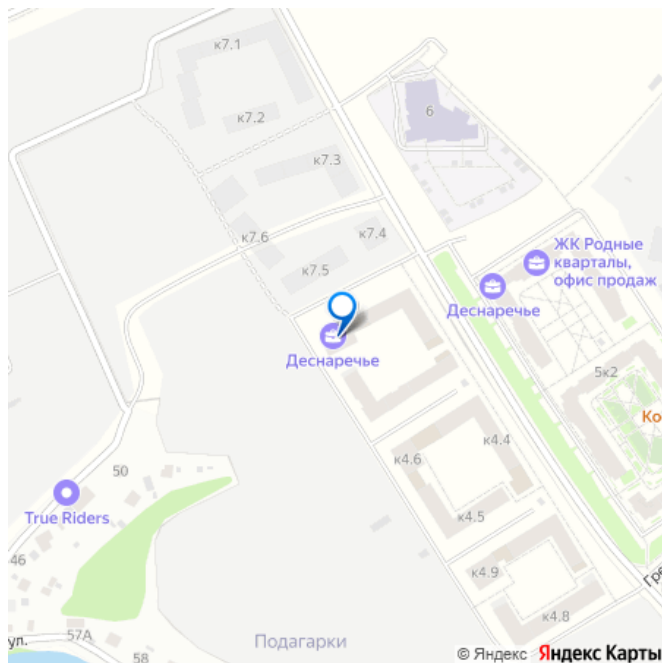 к7.1
к7.2
6
к7.3
к7.4
к7.6
к7.5
ЖК Родные
кварталы,
офис продаж
Деснаречье
Деснаречье
5к2
Ко
к4.4
к4.6
50
True Riders
к4.5
46
к4.9
Гре
к4.8
57А
ул.
58
Подагарки
© Яндекс Яндекс Карты